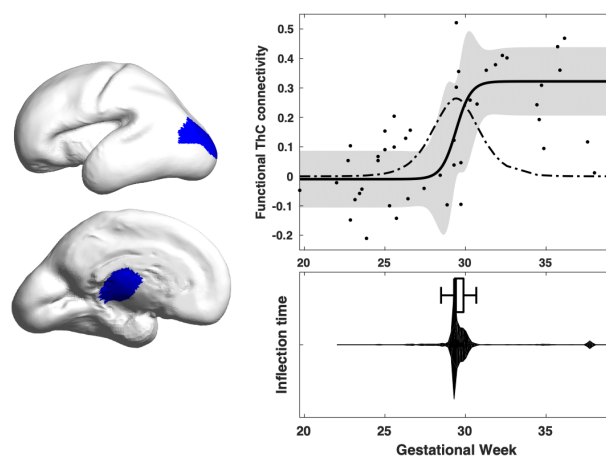 Functional ThC connectivity
0.5
0.4
0.3
0.2
0.1
0
-0.1
-0.2
20 25 30 35
Inflection time
20 25 30 35
Gestational Week